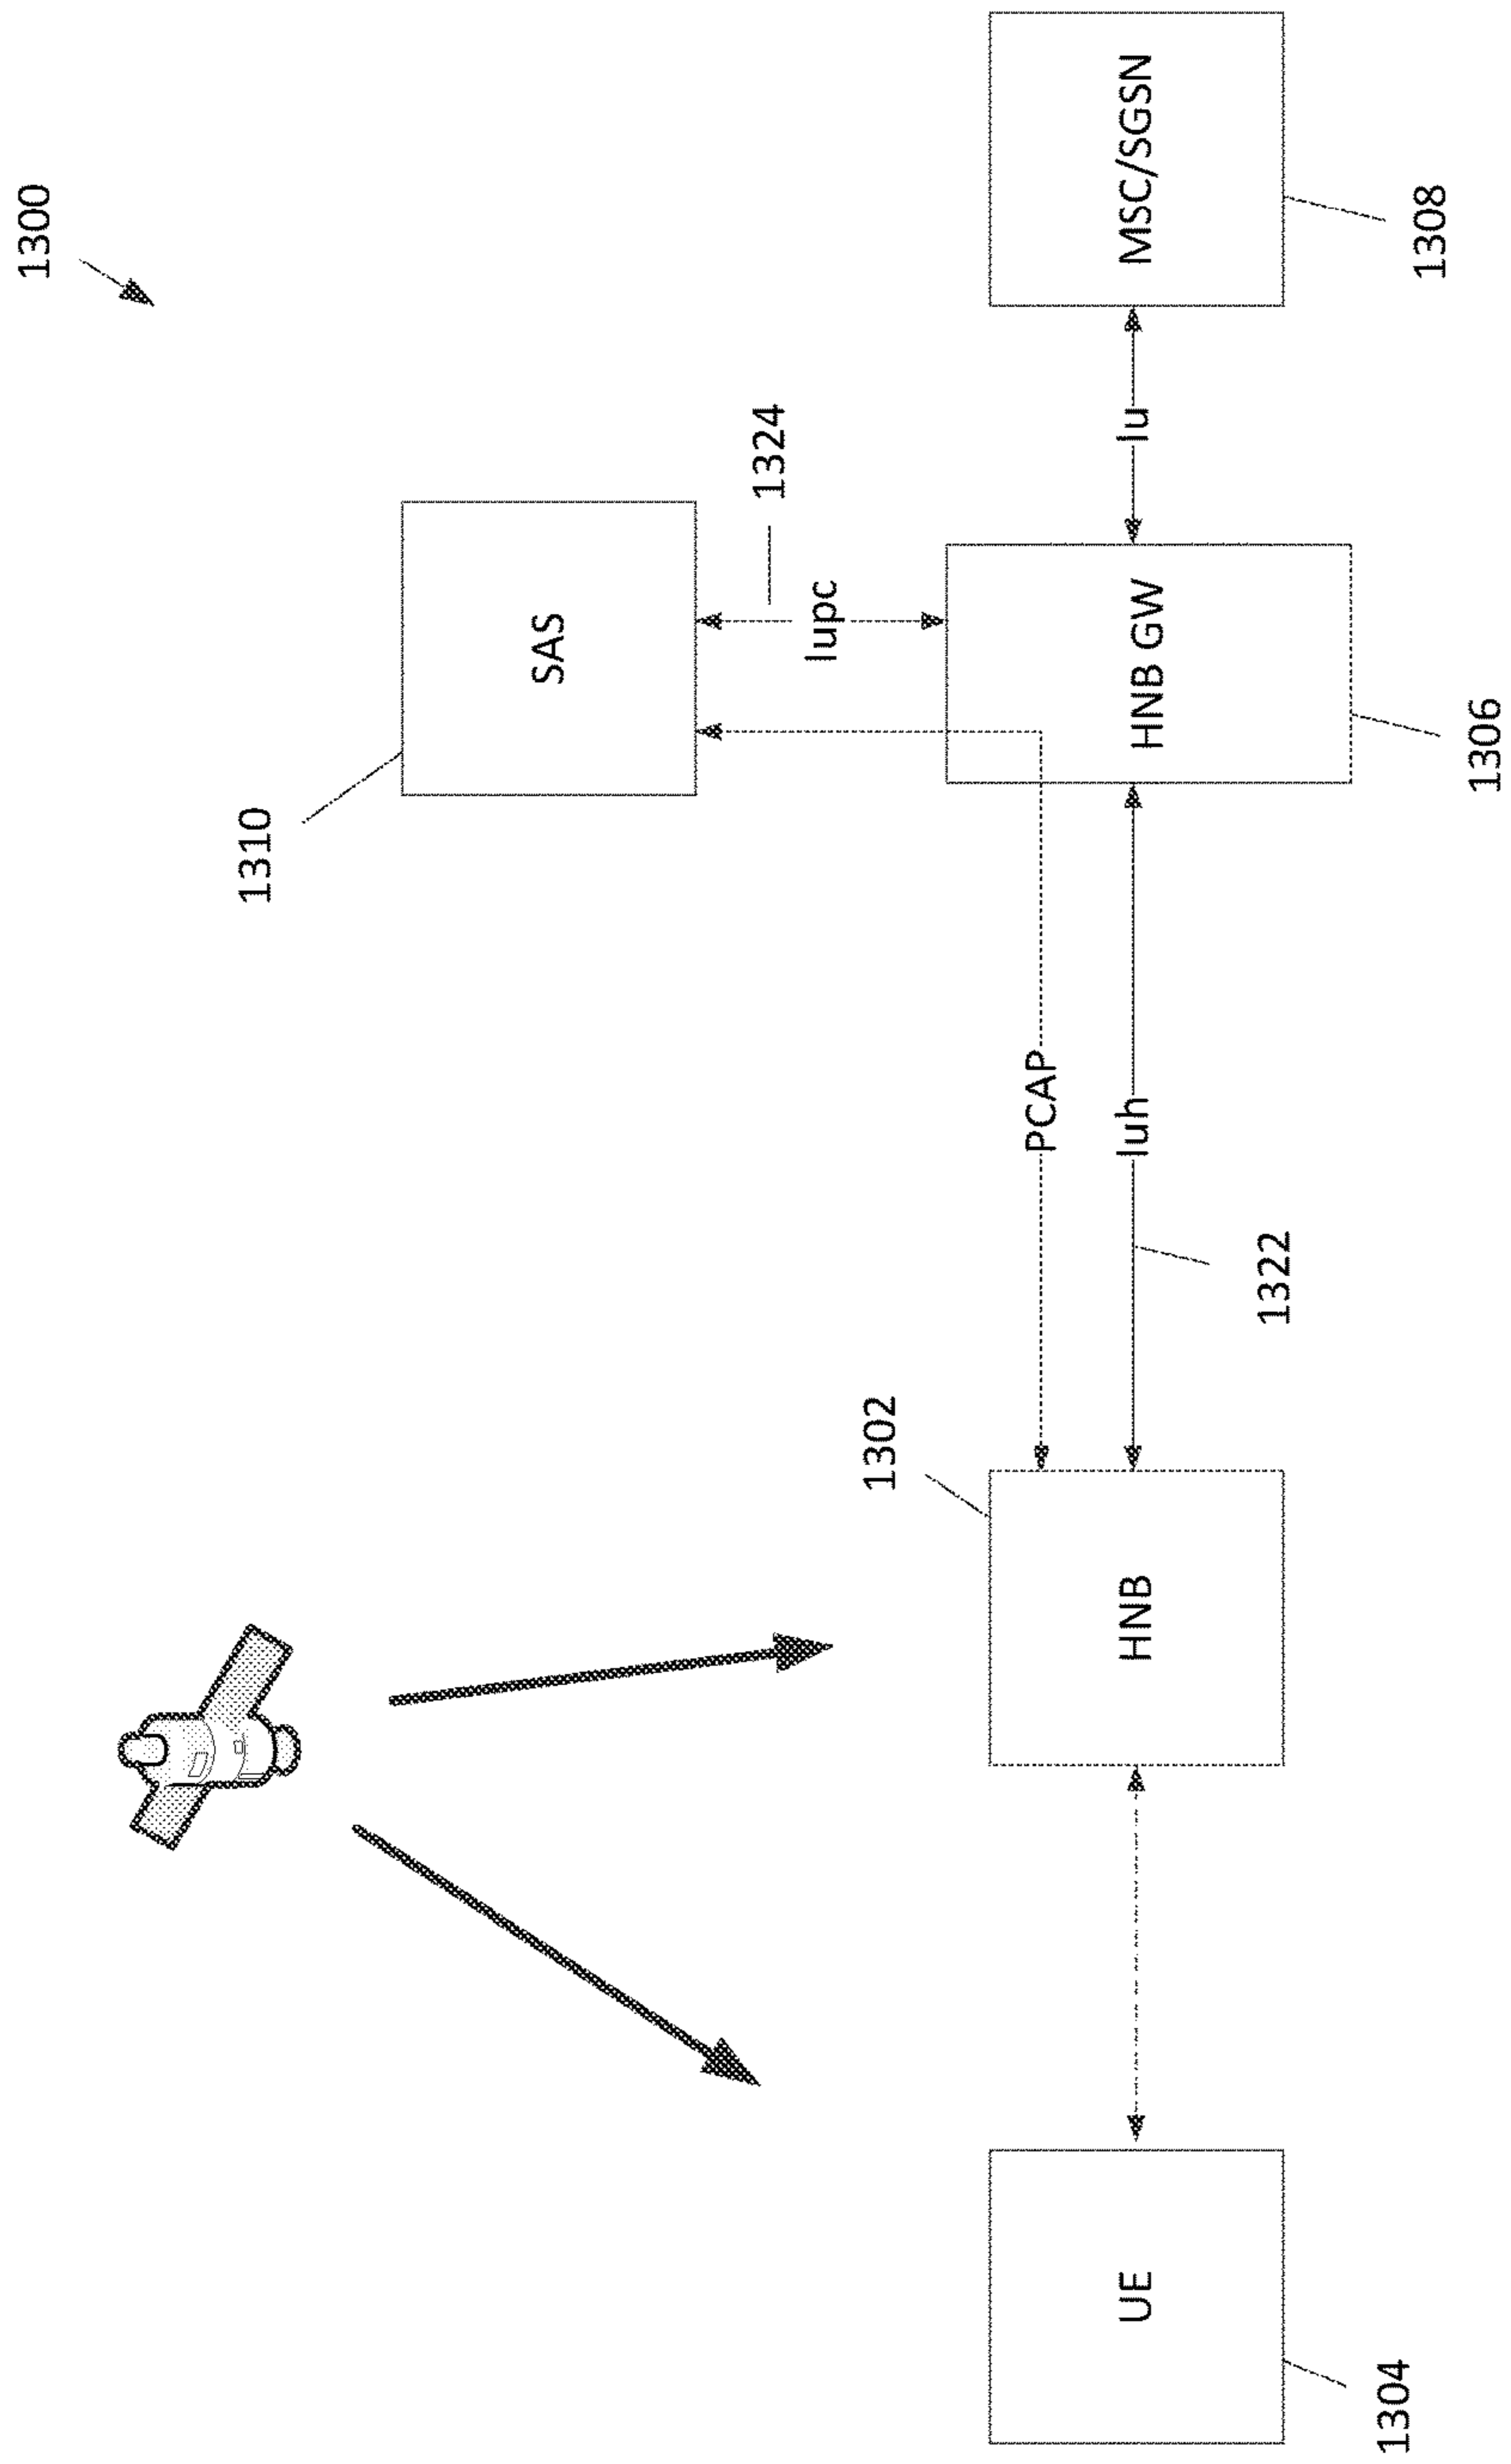 1300
1310
SAS
1324
Iupc
1302
PCAP
Iuh
1322
Iu
UE
HNB
HNB GW
MSC/SGSN
1304
1306
1308